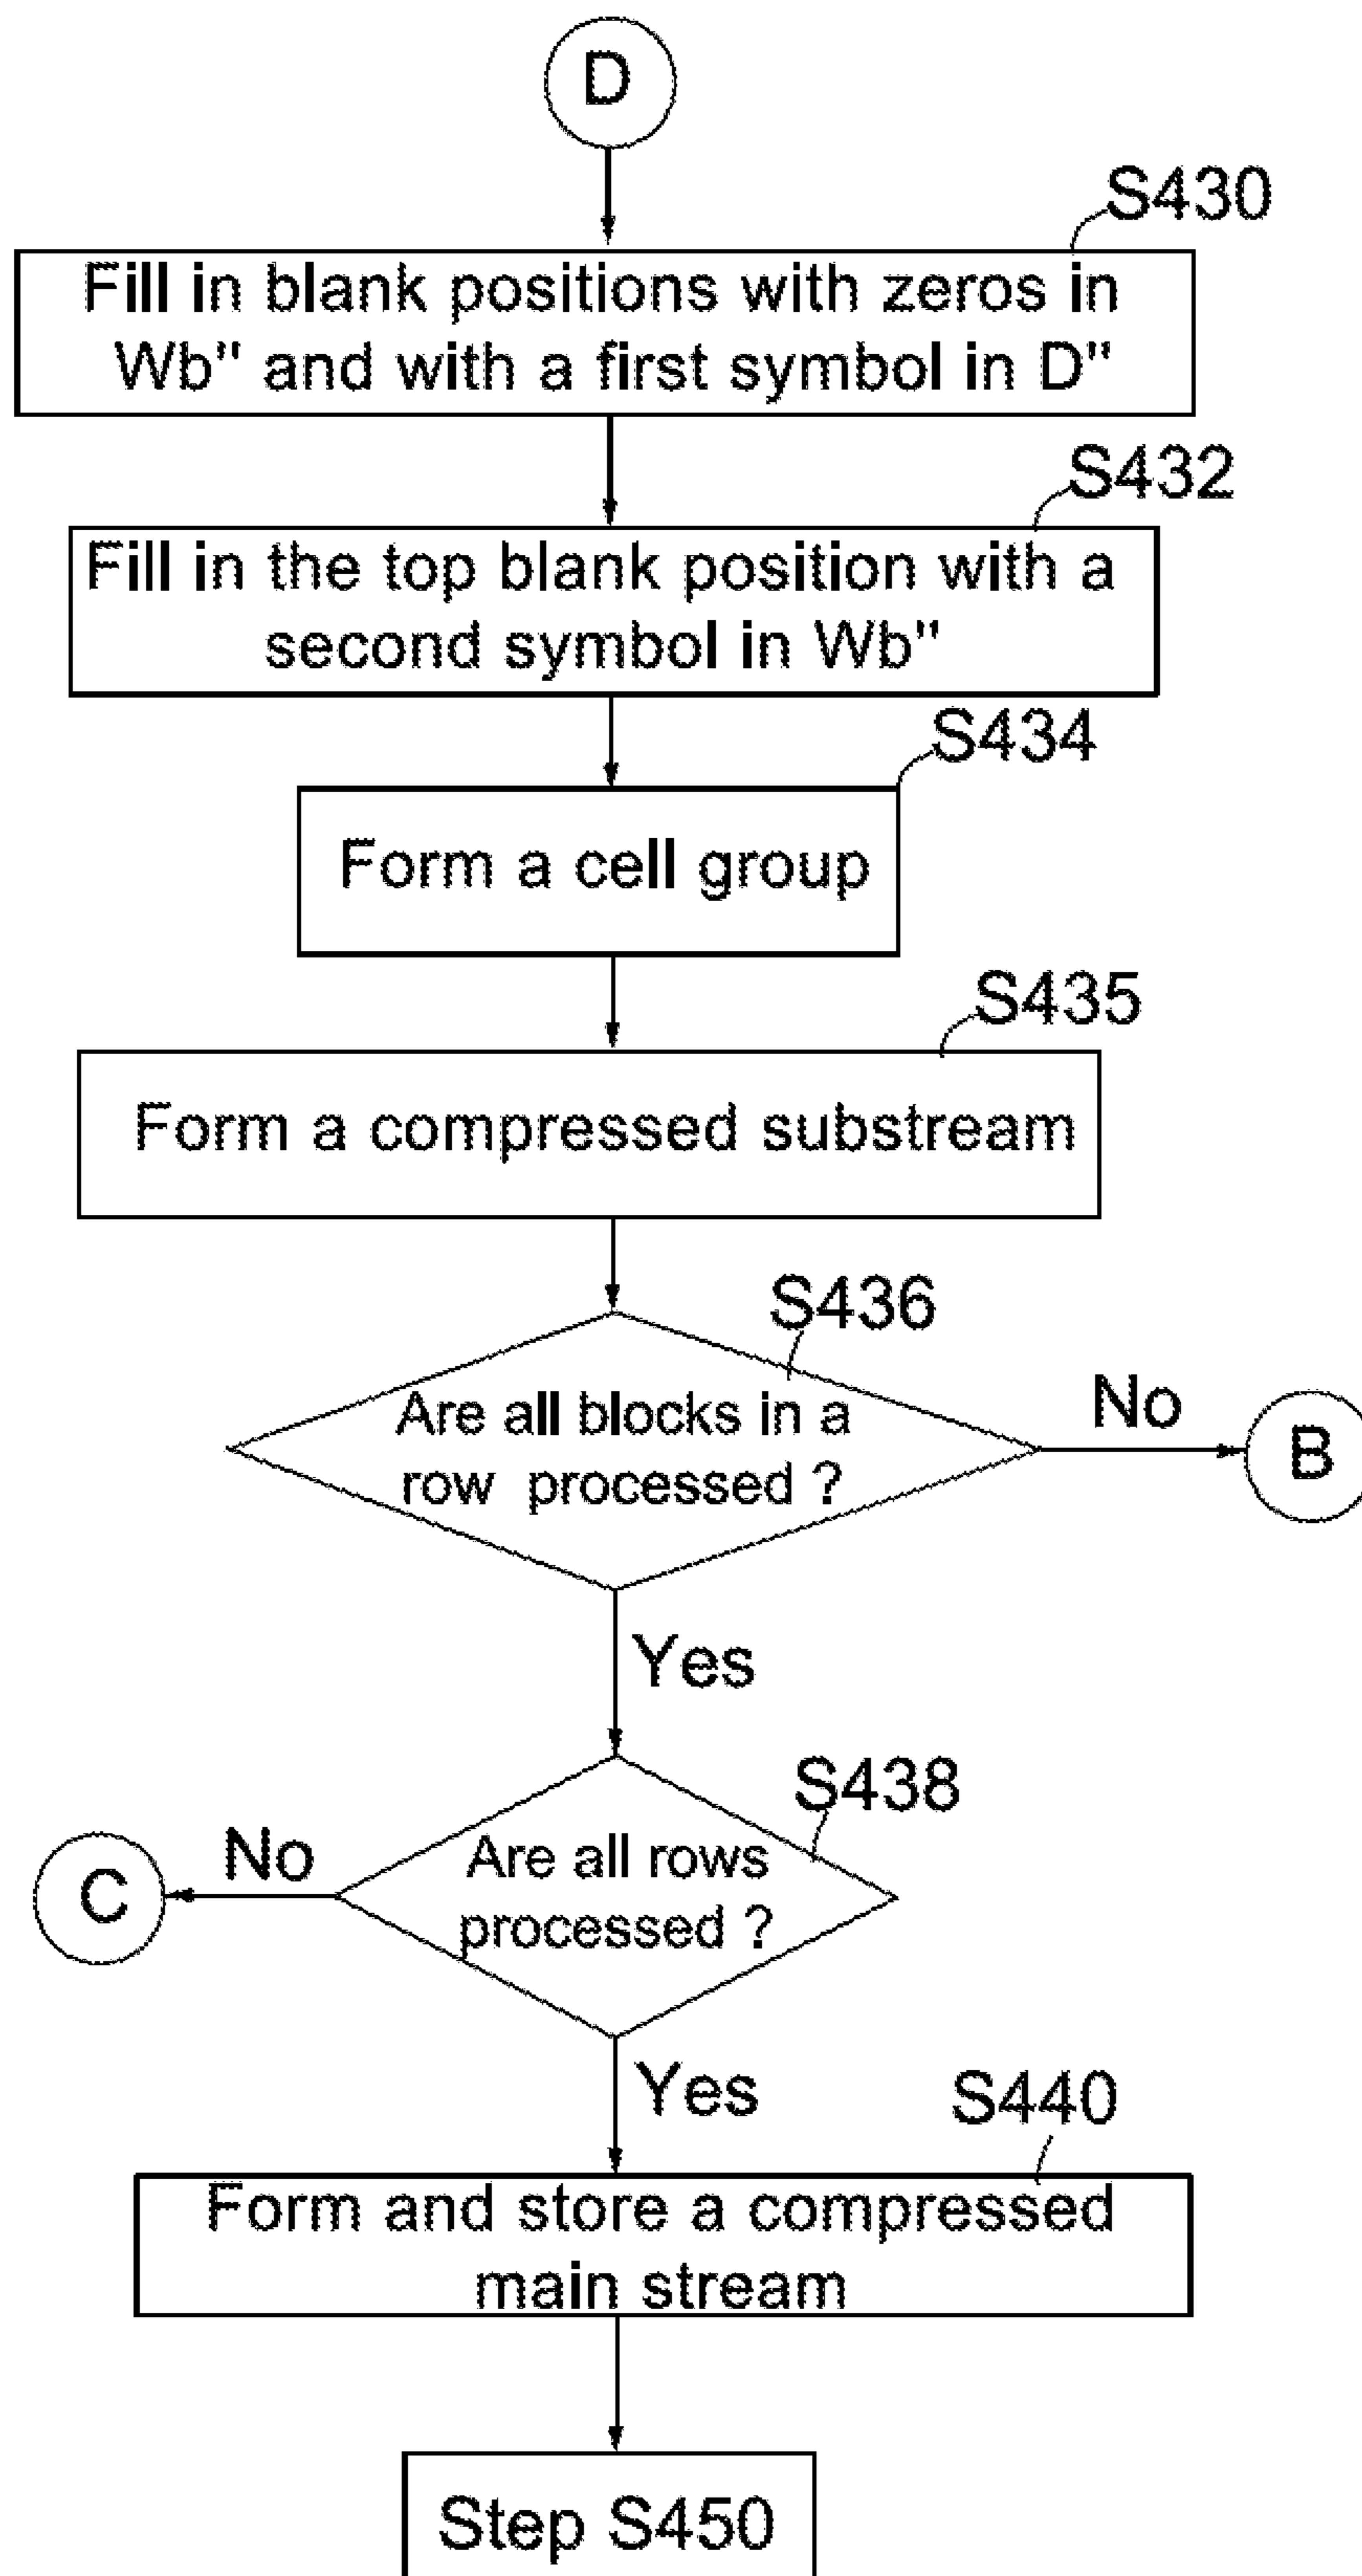 D
S430
Fill in blank positions with zeros in
Wb" and with a first symbol in D"
S432
Fill in the top blank position with a
second symbol in Wb"
S434
Form a cell group
S435
Form a compressed substream
S436
Are all blocks in a
row processed ?
No
B
Yes
S438
Are all rows
processed ?
No
C
Yes
S440
Form and store a compressed
main stream
Step S450